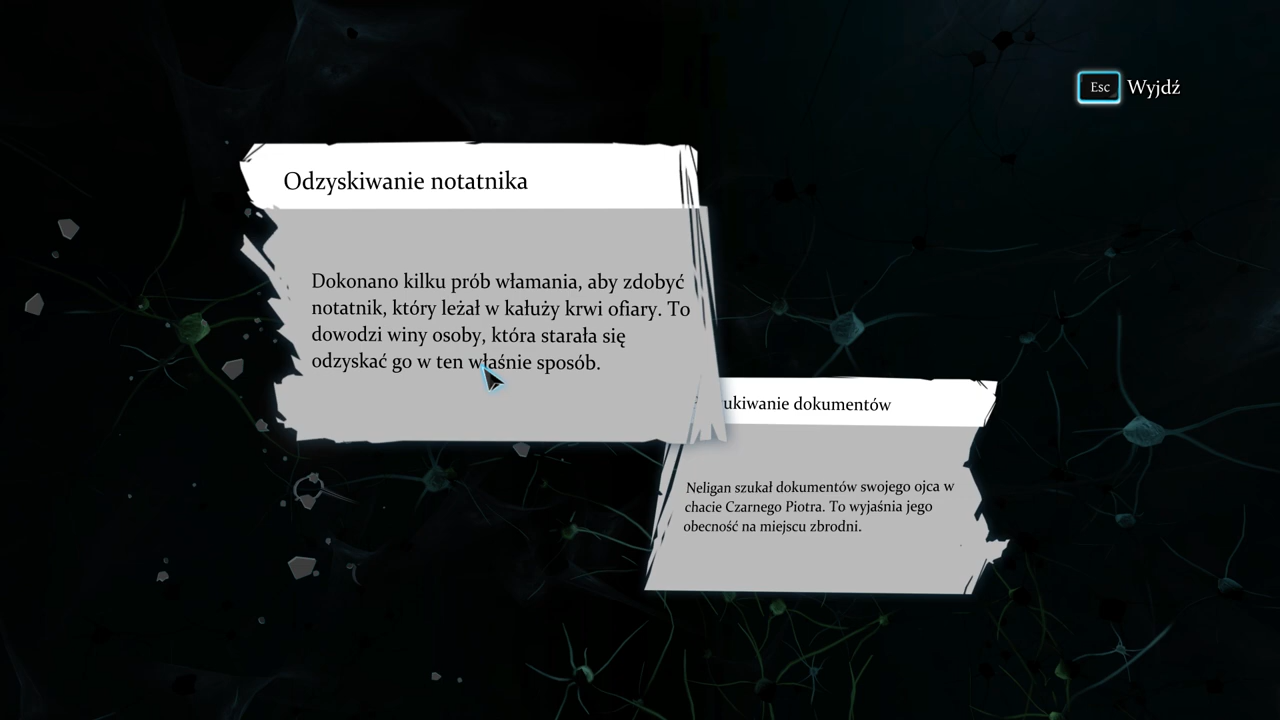 Esc Wyjdź
Odzyskiwanie notatnika
Dokonano kilku prób włamania, aby zdobyć
notatnik, który leżał w kałuży krwi ofiary. To
dowodzi winy osoby, która starała się
odzyskać go w ten właśnie sposób.
dokumentów
Neligan szukał dokumentów swojego ojca w
chacie Czarnego Piotra. To wyjaśnia jego
obecność na miejscu zbrodni.